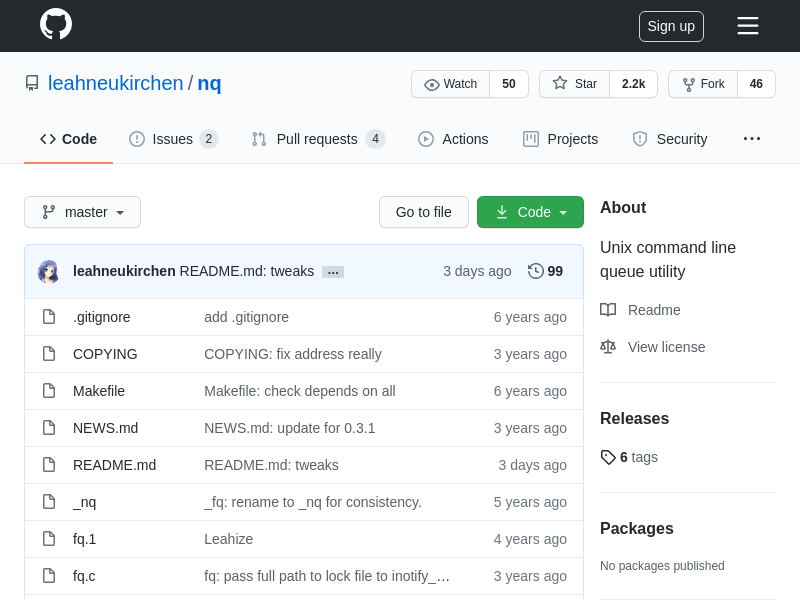 Sign up
leahneukirchen / nq
Watch 50
Star 2.2k
Fork 46
Code
Issues 2
Pull requests 4
Actions
Projects
Security
master
Go to file
Code
leahneukirchen README.md: tweaks … 3 days ago 99
.gitignore add .gitignore 6 years ago
COPYING COPYING: fix address really 3 years ago
Makefile Makefile: check depends on all 6 years ago
NEWS.md NEWS.md: update for 0.3.1 3 years ago
README.md README.md: tweaks 3 days ago
_nq _fq: rename to _nq for consistency. 5 years ago
fq.1 Leahize 4 years ago
fq.c fq: pass full path to lock file to inotify_… 3 years ago
About
Unix command line
queue utility
Readme
View license
Releases
6 tags
Packages
No packages published